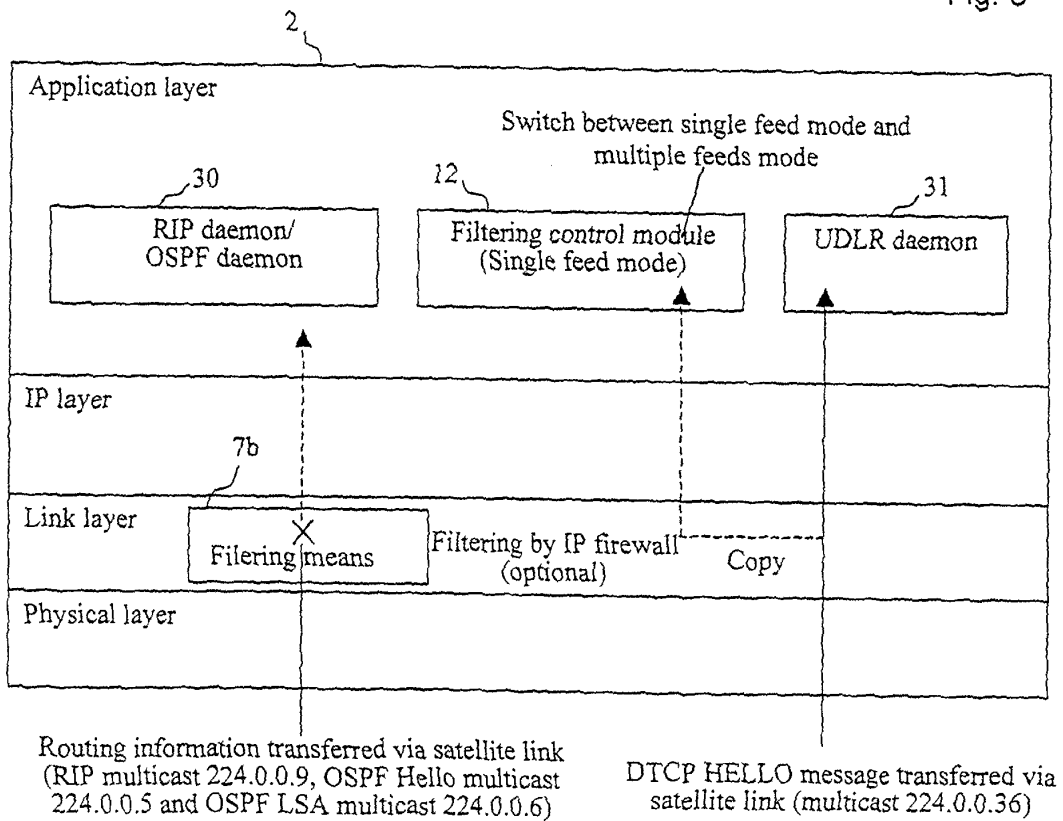 2
Application layer
Switch between single feed mode and
multiple feeds mode
30
12
31
RIP daemon/
OSPF daemon
Filtering control module
(Single feed mode)
UDLR daemon
IP layer
7b
Link layer
Filering means
Filtering by IP firewall
(optional)
Copy
Physical layer
Routing information transferred via satellite link
(RIP multicast 224.0.0.9, OSPF Hello multicast
224.0.0.5 and OSPF LSA multicast 224.0.0.6)
DTCP HELLO message transferred via
satellite link (multicast 224.0.0.36)